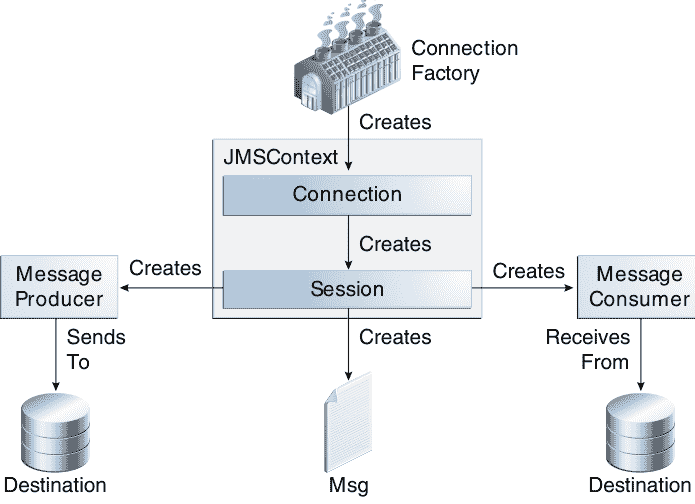 Connection
Factory
Creates
JMSContext
Connection
Creates
Message
Producer
Creates
Session
Creates
Message
Consumer
Sends
To
Creates
Receives
From
Destination
Msg
Destination